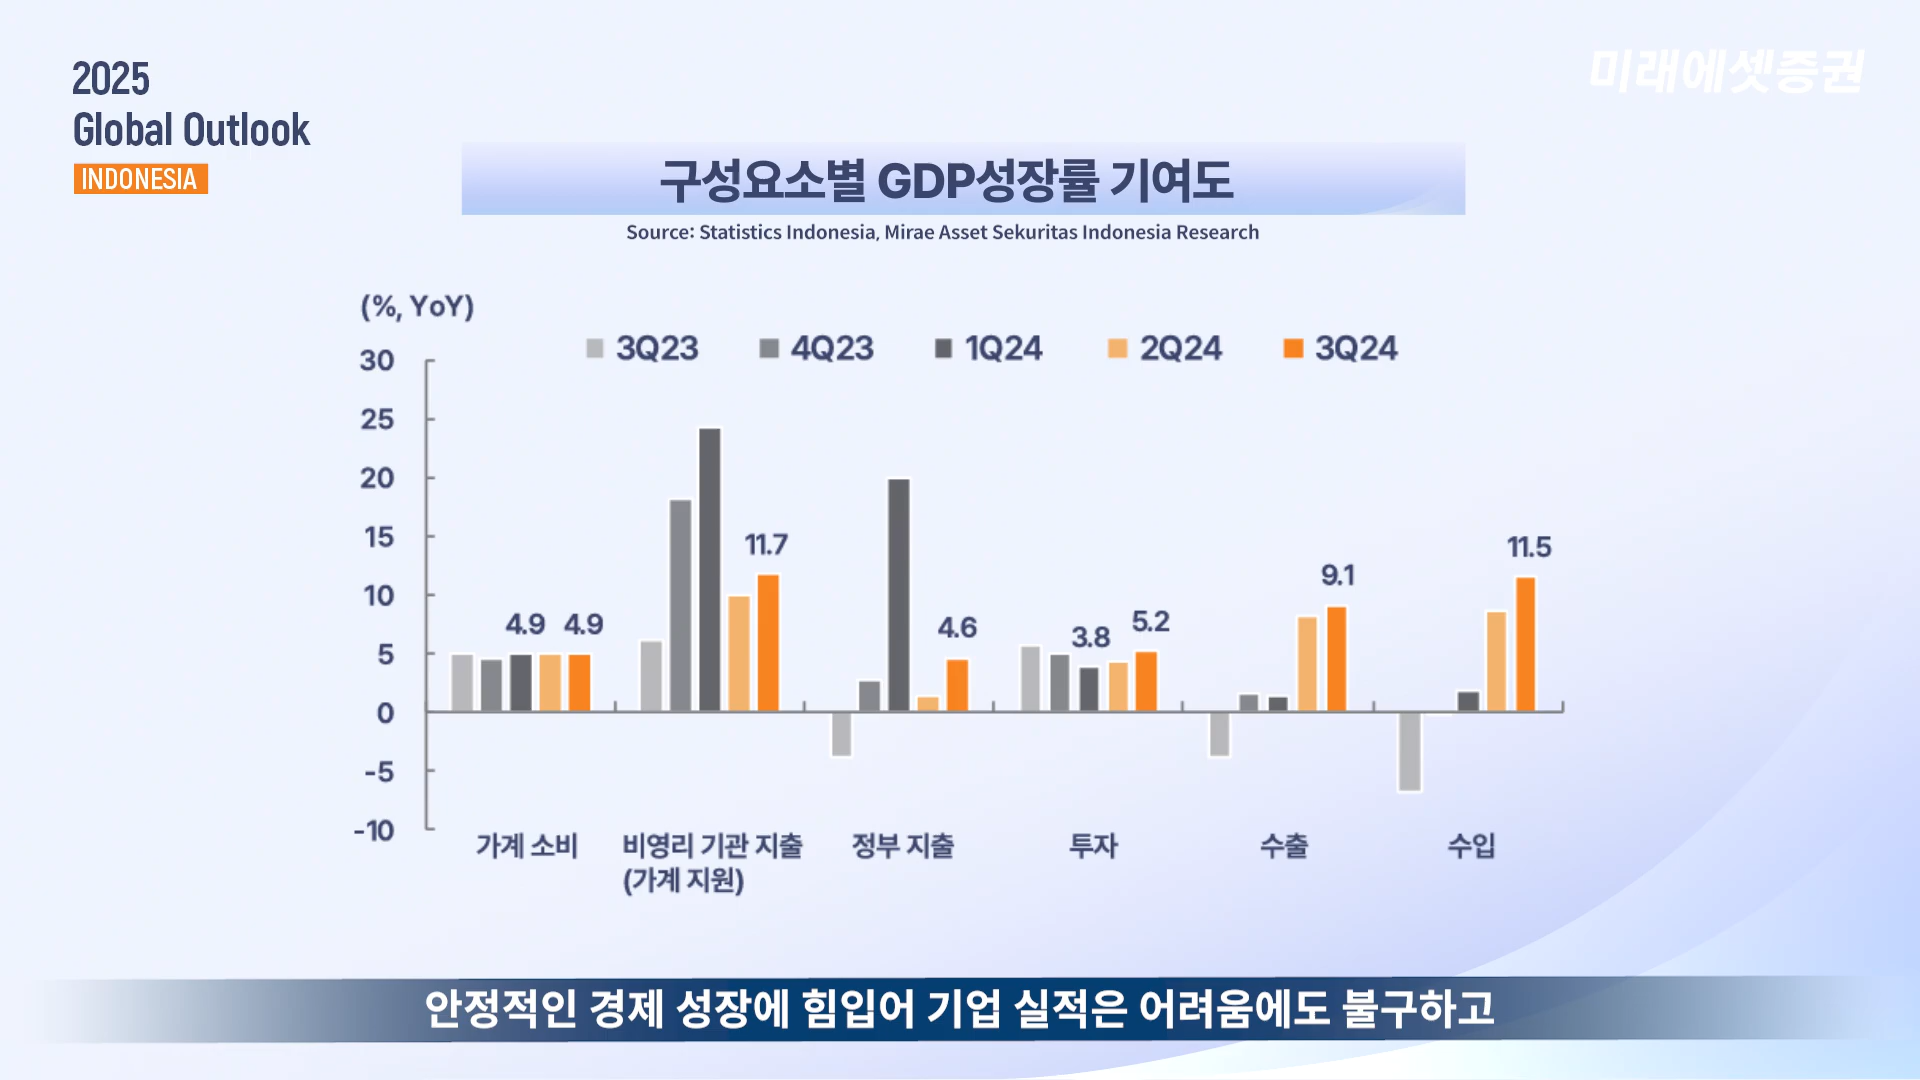 2025
Global Outlook
INDONESIA
미래에셋증권
구성요소별 GDP성장률 기여도
Source: Statistics Indonesia, Mirae Asset Sekuritas Indonesia Research
(%, YoY)
3Q23 4Q23 1Q24 2Q24 3Q24
30
25
20
15
10
5
0
-5
-10
4.9 4.9
11.7
4.6
3.8 5.2
9.1
11.5
가계 소비
비영리 기관 지출
(가계 지원)
정부 지출
투자
수출
수입
안정적인 경제 성장에 힘입어 기업 실적은 어려움에도 불구하고